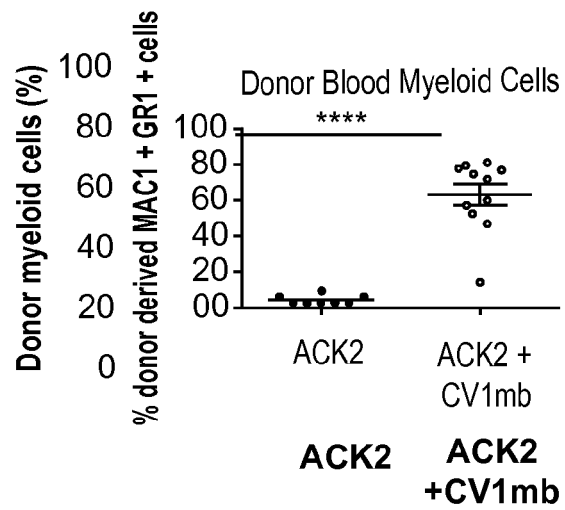 Donor myeloid cells (%)
100
80
60
40
20
0
% donor derived MAC1 + GR1 + cells
Donor Blood Myeloid Cells
****
100
80
60
40
20
00
ACK2
ACK2 +
CV1mb
ACK2
ACK2
+CV1mb